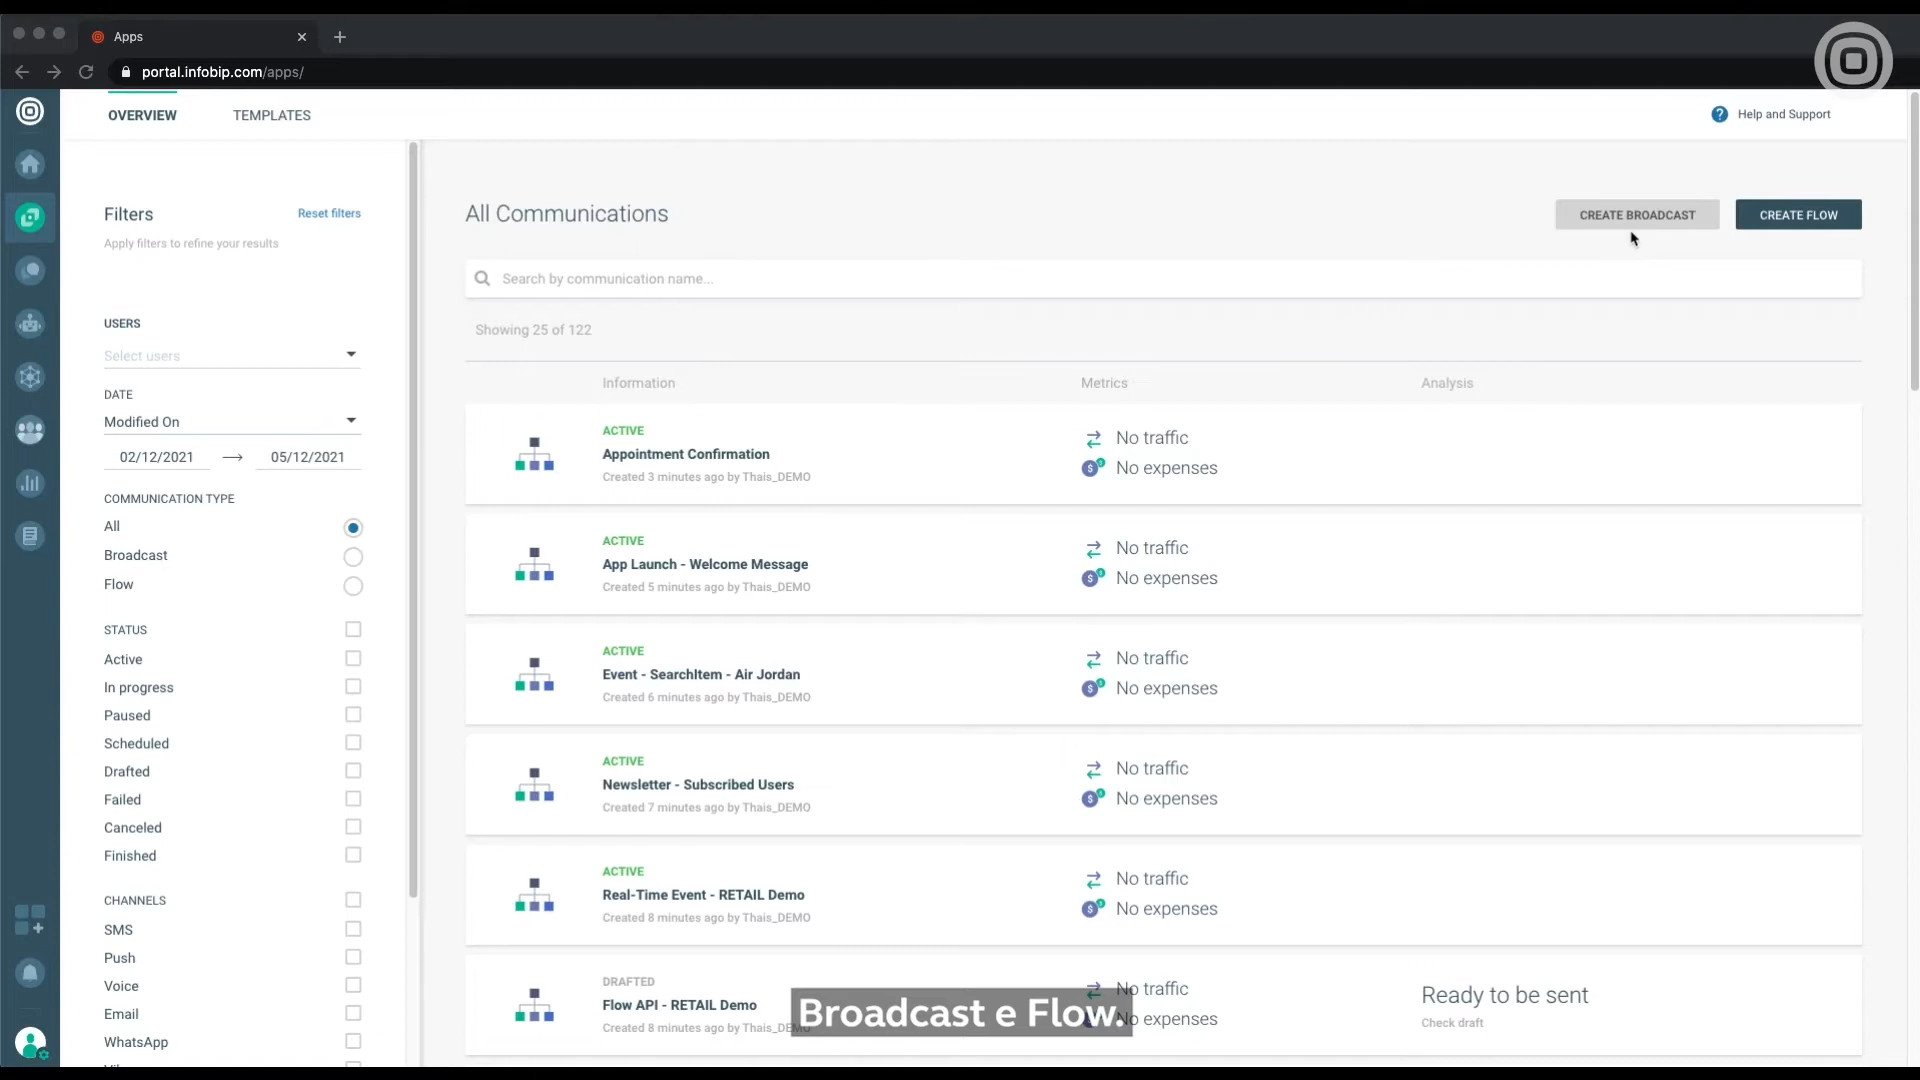 Apps
portal.infobip.com/apps/
OVERVIEW
TEMPLATES
Help and Support
Filters
Reset filters
Apply filters to refine your results
USERS
Select users
DATE
Modified On
02/12/2021
05/12/2021
COMMUNICATION TYPE
All
Broadcast
Flow
STATUS
Active
In progress
Paused
Scheduled
Drafted
Failed
Canceled
Finished
CHANNELS
SMS
Push
Voice
Email
WhatsApp
All Communications
CREATE BROADCAST
CREATE FLOW
Search by communication name...
Showing 25 of 122
Information
Metrics
Analysis
ACTIVE
Appointment Confirmation
Created 3 minutes ago by Thais_DEMO
No traffic
No expenses
ACTIVE
App Launch - Welcome Message
Created 5 minutes ago by Thais_DEMO
No traffic
No expenses
ACTIVE
Event - SearchItem - Air Jordan
Created 6 minutes ago by Thais_DEMO
No traffic
No expenses
ACTIVE
Newsletter - Subscribed Users
Created 7 minutes ago by Thais_DEMO
No traffic
No expenses
ACTIVE
Real-Time Event - RETAIL Demo
Created 8 minutes ago by Thais_DEMO
No traffic
No expenses
DRAFTED
Flow API - RETAIL Demo
Created 8 minutes ago by Thais_DEMO
No traffic
No expenses
Ready to be sent
Check draft
Broadcast e Flow.